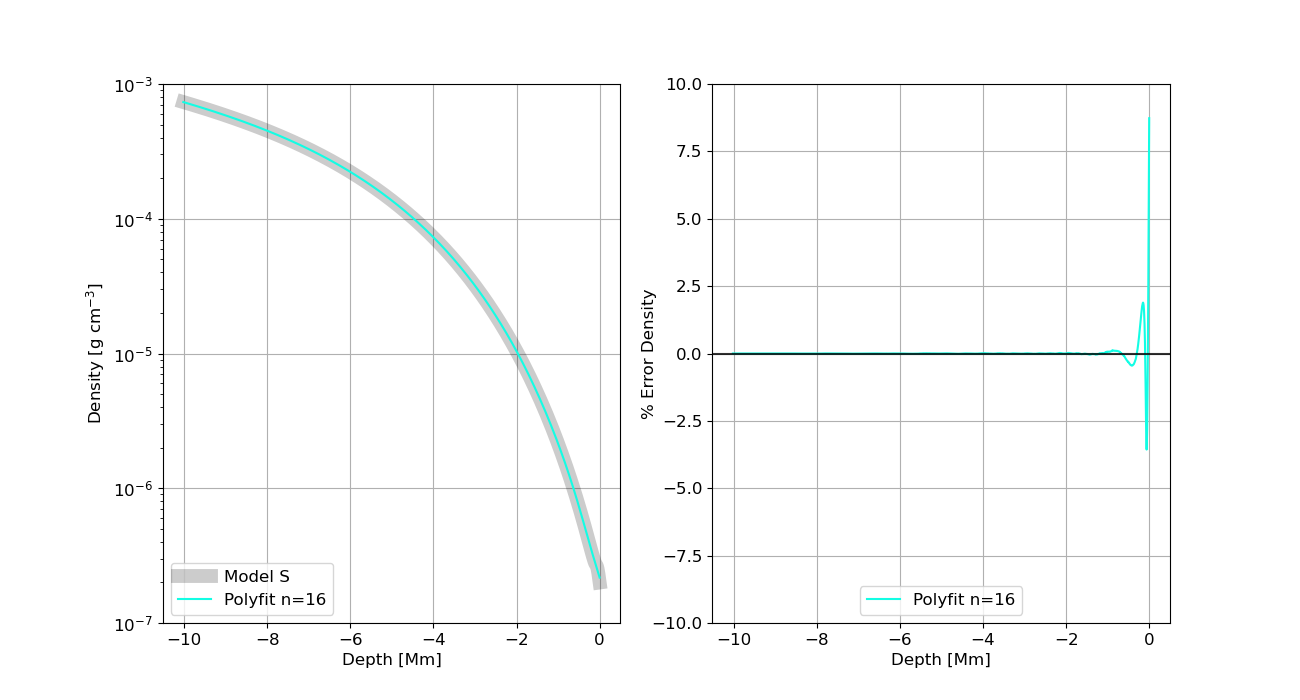 10⁻³
10⁻⁴
10⁻⁵
10⁻⁶
10⁻⁷
Density [g cm⁻³]
Model S
Polyfit n=16
−10 −8 −6 −4 −2 0
Depth [Mm]
10.0
7.5
5.0
2.5
0.0
−2.5
−5.0
−7.5
−10.0
% Error Density
Polyfit n=16
−10 −8 −6 −4 −2 0
Depth [Mm]